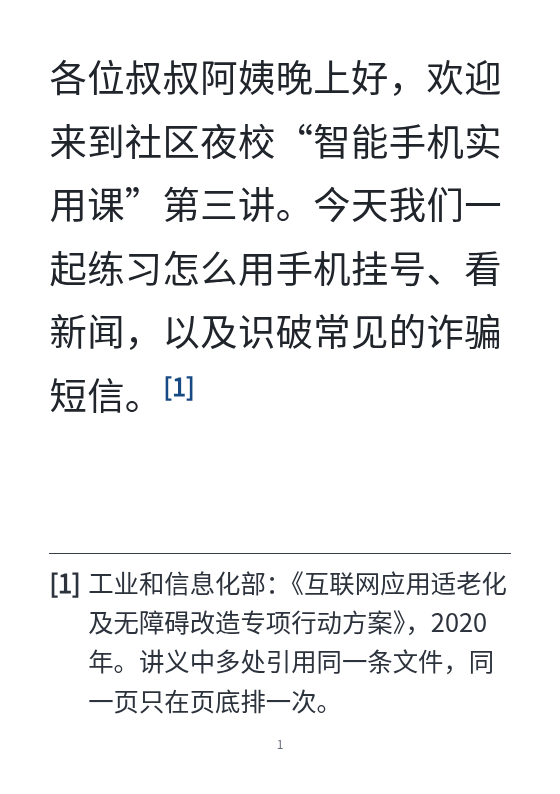 各位叔叔阿姨晚上好，欢迎
来到社区夜校“智能手机实
用课”第三讲。今天我们一
起练习怎么用手机挂号、看
新闻，以及识破常见的诈骗
短信。[1]
[1] 工业和信息化部：《互联网应用适老化
及无障碍改造专项行动方案》，2020
年。讲义中多处引用同一条文件，同
一页只在页底排一次。
1